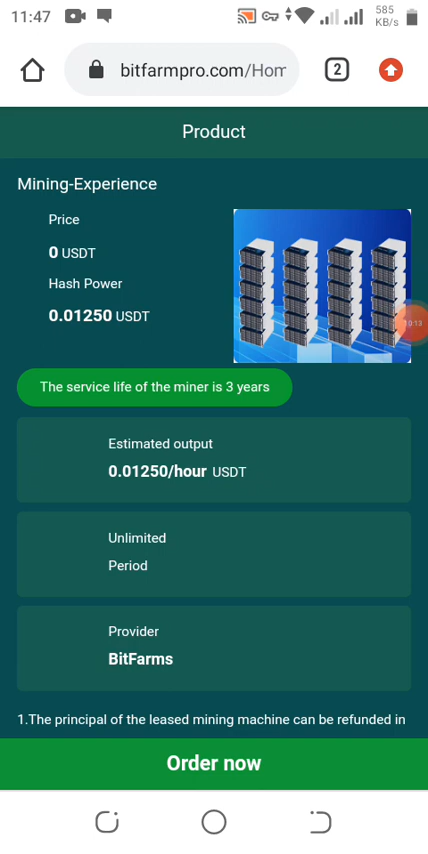 11:47
585
KB/s
bitfarmpro.com/Hom
2
Product
Mining-Experience
Price
0 USDT
Hash Power
0.01250 USDT
19:13
The service life of the miner is 3 years
Estimated output
0.01250/hour USDT
Unlimited
Period
Provider
BitFarms
1.The principal of the leased mining machine can be refunded in
Order now